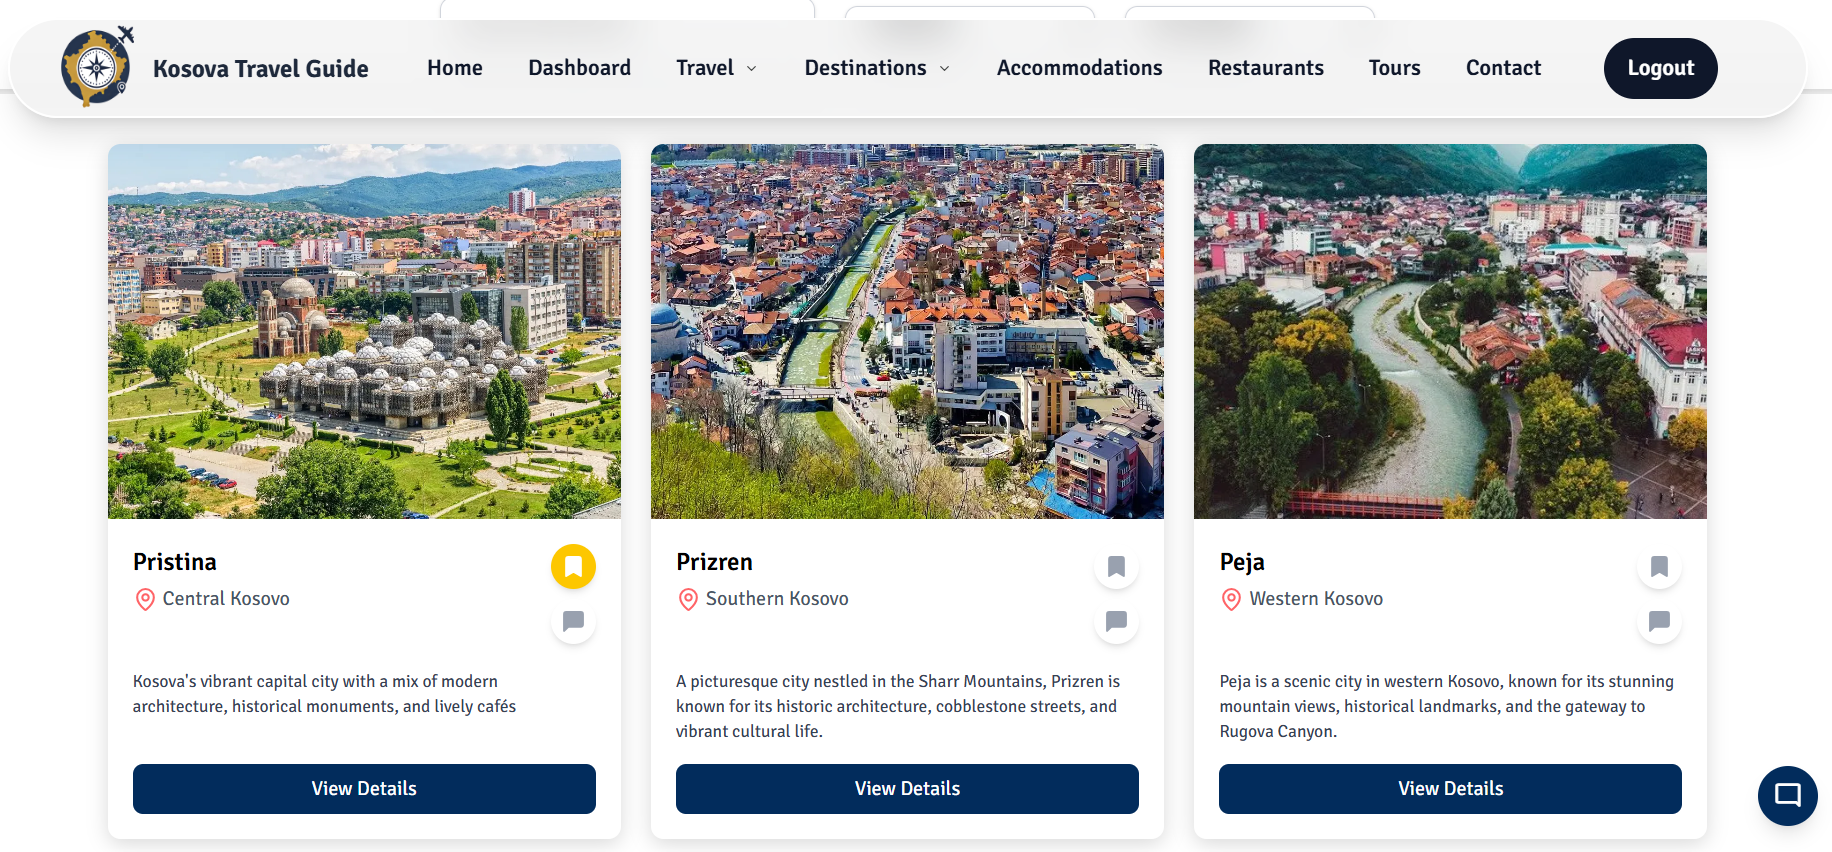 Kosova Travel Guide
Home
Dashboard
Travel
Destinations
Accommodations
Restaurants
Tours
Contact
Logout
Pristina
Central Kosovo
Kosova's vibrant capital city with a mix of modern
architecture, historical monuments, and lively cafés
View Details
Prizren
Southern Kosovo
A picturesque city nestled in the Sharr Mountains, Prizren is
known for its historic architecture, cobblestone streets, and
vibrant cultural life.
View Details
Peja
Western Kosovo
Peja is a scenic city in western Kosovo, known for its stunning
mountain views, historical landmarks, and the gateway to
Rugova Canyon.
View Details